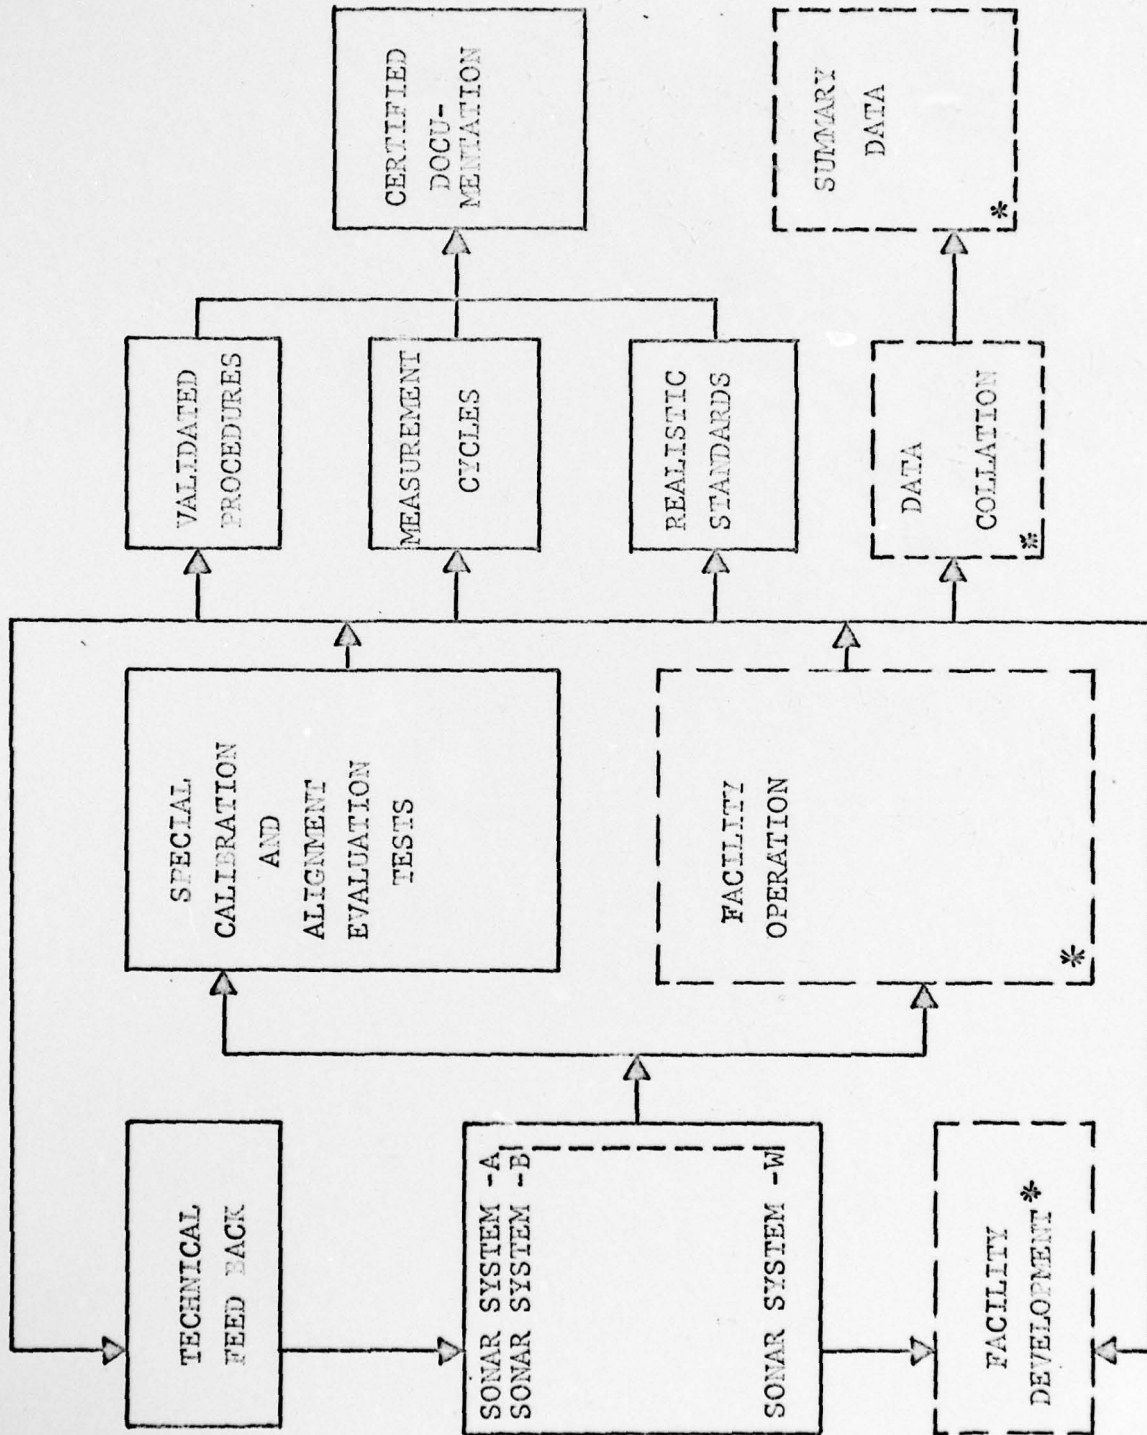 TECHNICAL
FEED BACK
SONAR SYSTEM -A
SONAR SYSTEM -B
SONAR SYSTEM -W
FACILITY
DEVELOPMENT*
SPECIAL
CALIBRATION
AND
ALIGNMENT
EVALUATION
TESTS
FACILITY
OPERATION
*
VALIDATED
PROCEDURES
MEASUREMENT
CYCLES
REALISTIC
STANDARDS
DATA
COLLATION
*
CERTIFIED
DOCU-
MENTATION
SUMMARY
DATA
*